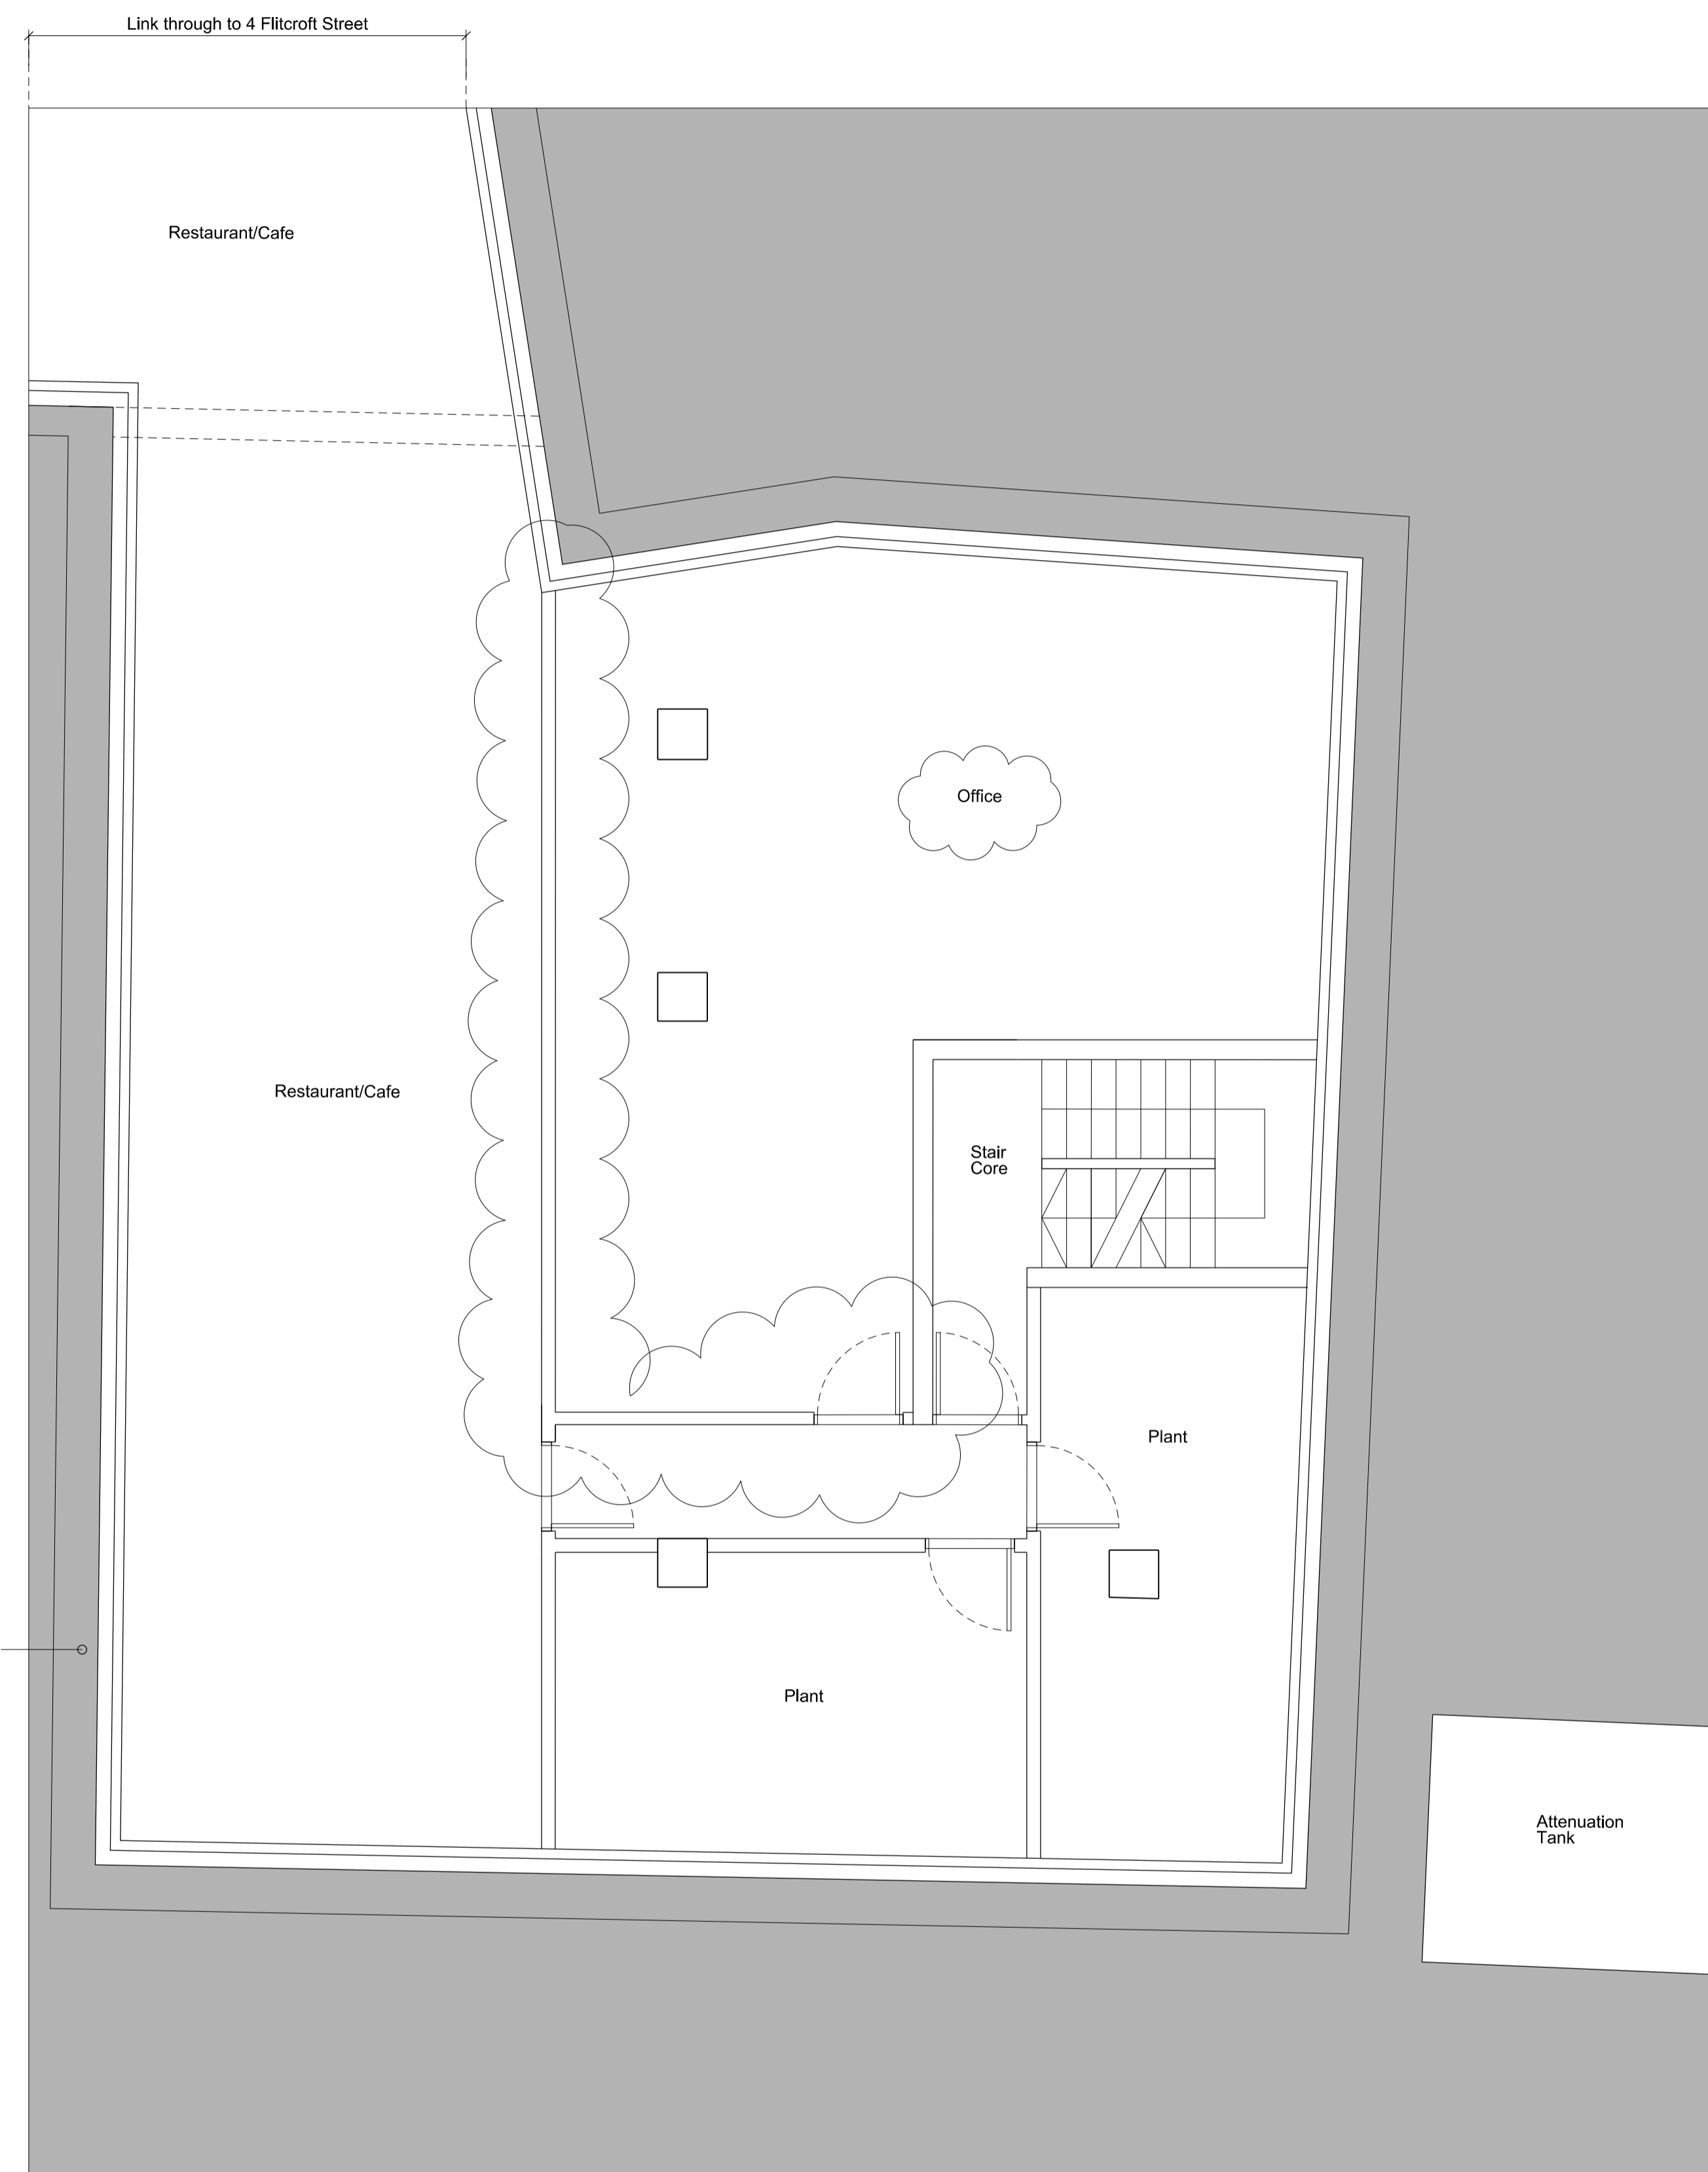 Link through to 4 Flitcroft Street
Restaurant/Cafe
Office
Restaurant/Cafe
Stair
Core
Plant
Plant
Attenuation
Tank